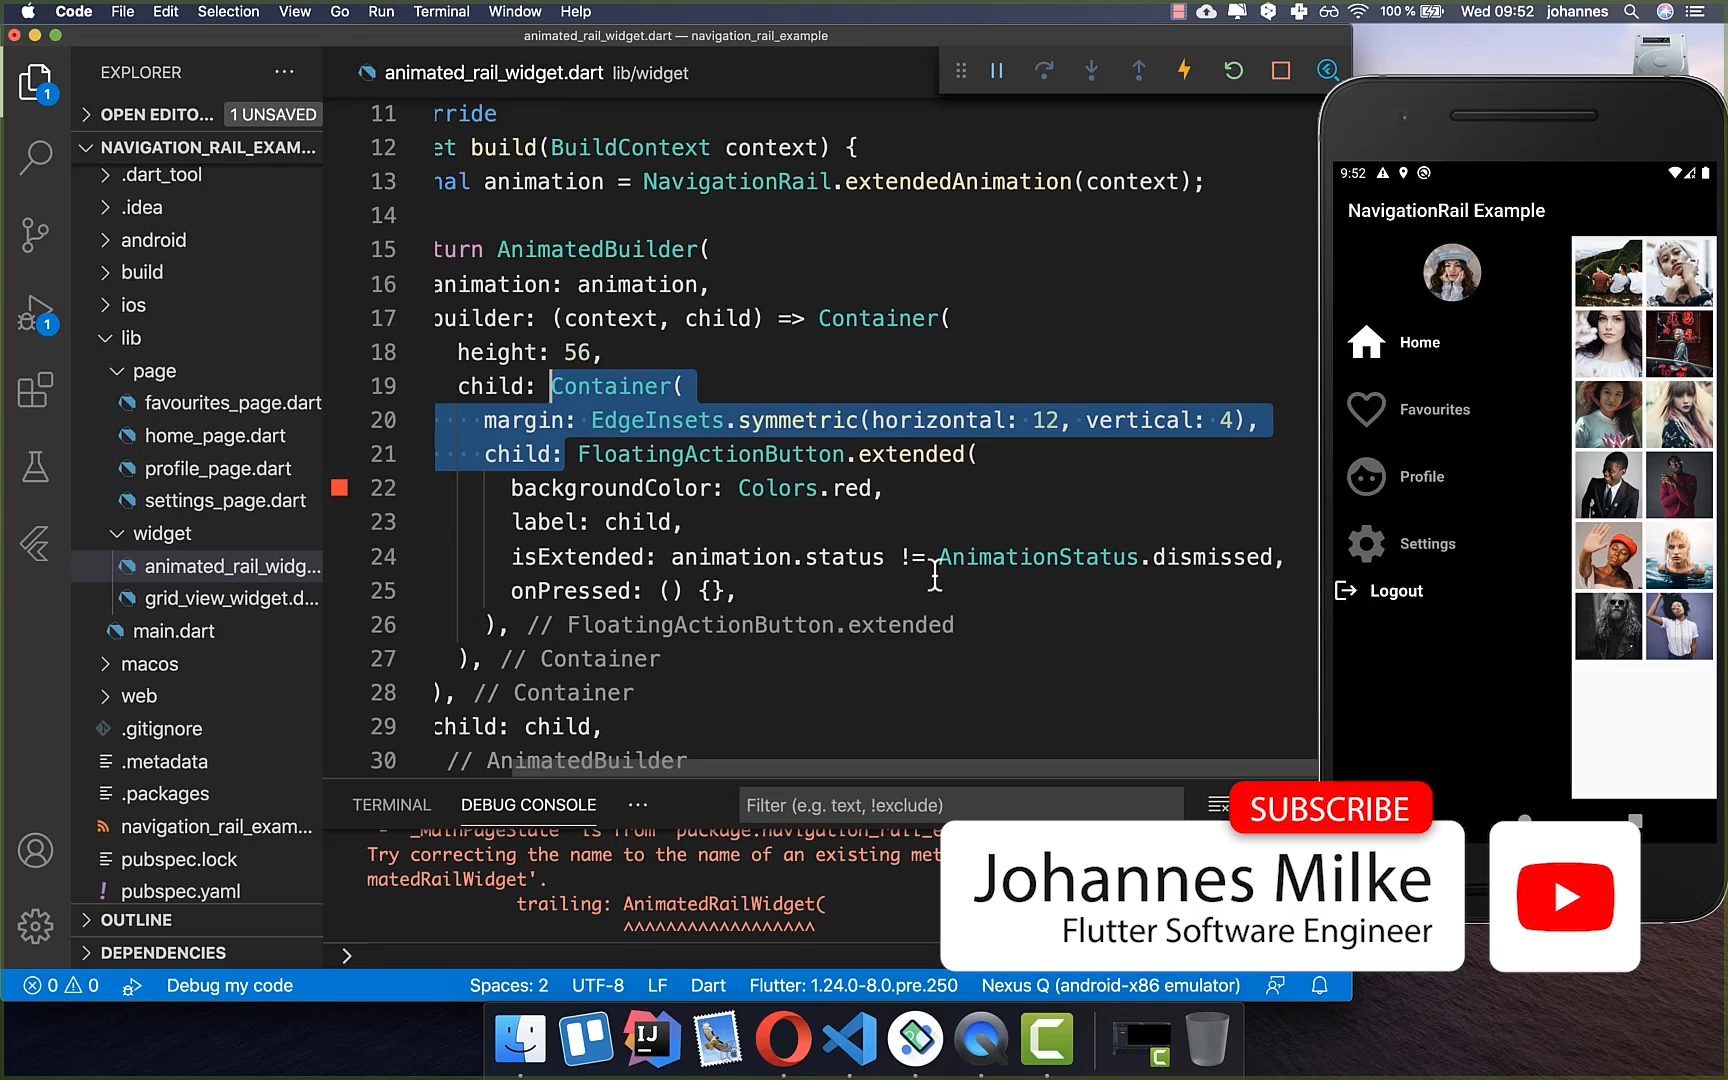 Code File Edit Selection View Go Run Terminal Window Help
100 % Wed 09:52 johannes
animated_rail_widget.dart — navigation_rail_example
EXPLORER
OPEN EDITO... 1 UNSAVED
NAVIGATION_RAIL_EXAM...
.dart_tool
.idea
android
build
ios
lib
page
favourites_page.dart
home_page.dart
profile_page.dart
settings_page.dart
widget
animated_rail_widg...
grid_view_widget.d...
main.dart
macos
web
.gitignore
.metadata
.packages
navigation_rail_exam...
pubspec.lock
! pubspec.yaml
OUTLINE
DEPENDENCIES
1
1
animated_rail_widget.dart lib/widget
11 rride
12 et build(BuildContext context) {
13 nal animation = NavigationRail.extendedAnimation(context);
14
15 turn AnimatedBuilder(
16 animation: animation,
17 builder: (context, child) => Container(
18 height: 56,
19 child: Container(
20 margin: EdgeInsets.symmetric(horizontal: 12, vertical: 4),
21 child: FloatingActionButton.extended(
22 backgroundColor: Colors.red,
23 label: child,
24 isExtended: animation.status != AnimationStatus.dismissed,
25 onPressed: () {},
26 ), // FloatingActionButton.extended
27 ), // Container
28 ), // Container
29 child: child,
30 // AnimatedBuilder
TERMINAL DEBUG CONSOLE Filter (e.g. text, !exclude)
- '_MainPageState' is from 'package:navigation_rail_e
Try correcting the name to the name of an existing met
matedRailWidget'.
trailing: AnimatedRailWidget(
^^^^^^^^^^^^^^^^^^
0 0 Debug my code Spaces: 2 UTF-8 LF Dart Flutter: 1.24.0-8.0.pre.250 Nexus Q (android-x86 emulator)
9:52
NavigationRail Example
Home
Favourites
Profile
Settings
Logout
SUBSCRIBE
Johannes Milke
Flutter Software Engineer
IJ